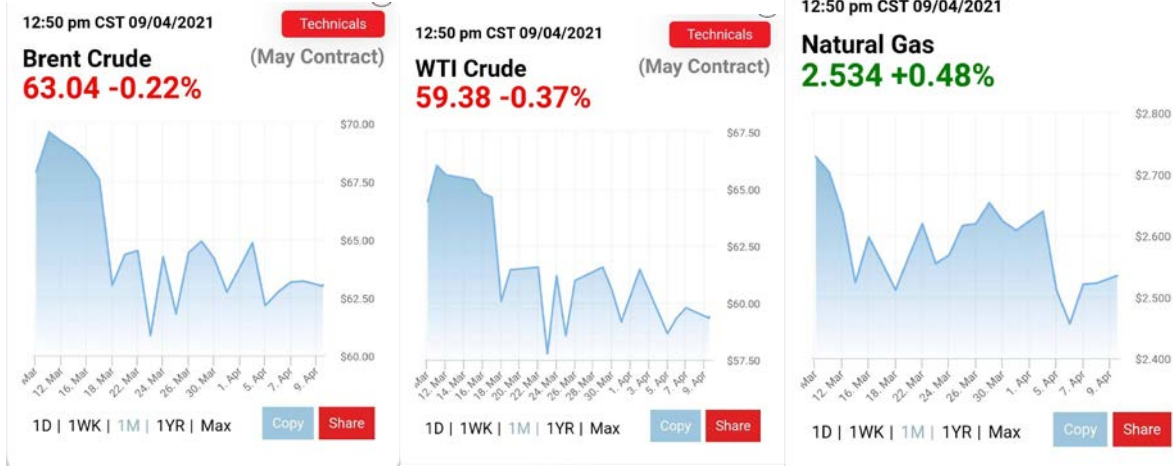 12:50 pm CST 09/04/2021
Technicals
Brent Crude
(May Contract)
63.04 -0.22%
$70.00
$67.50
$65.00
$62.50
$60.00
12. Mar
16. Mar
18. Mar
22. Mar
24. Mar
26. Mar
30. Mar
1. Apr
5. Apr
7. Apr
9. Apr
1D | 1WK | 1M | 1YR | Max
Copy
Share
12:50 pm CST 09/04/2021
Technicals
WTI Crude
(May Contract)
59.38 -0.37%
$67.50
$65.00
$62.50
$60.00
$57.50
12. Mar
14. Mar
16. Mar
18. Mar
20. Mar
22. Mar
24. Mar
26. Mar
28. Mar
30. Mar
1. Apr
3. Apr
5. Apr
7. Apr
9. Apr
1D | 1WK | 1M | 1YR | Max
Copy
Share
12:50 pm CST 09/04/2021
Natural Gas
2.534 +0.48%
$2.800
$2.700
$2.600
$2.500
$2.400
12. Mar
16. Mar
18. Mar
22. Mar
24. Mar
26. Mar
30. Mar
1. Apr
5. Apr
7. Apr
9. Apr
1D | 1WK | 1M | 1YR | Max
Copy
Share